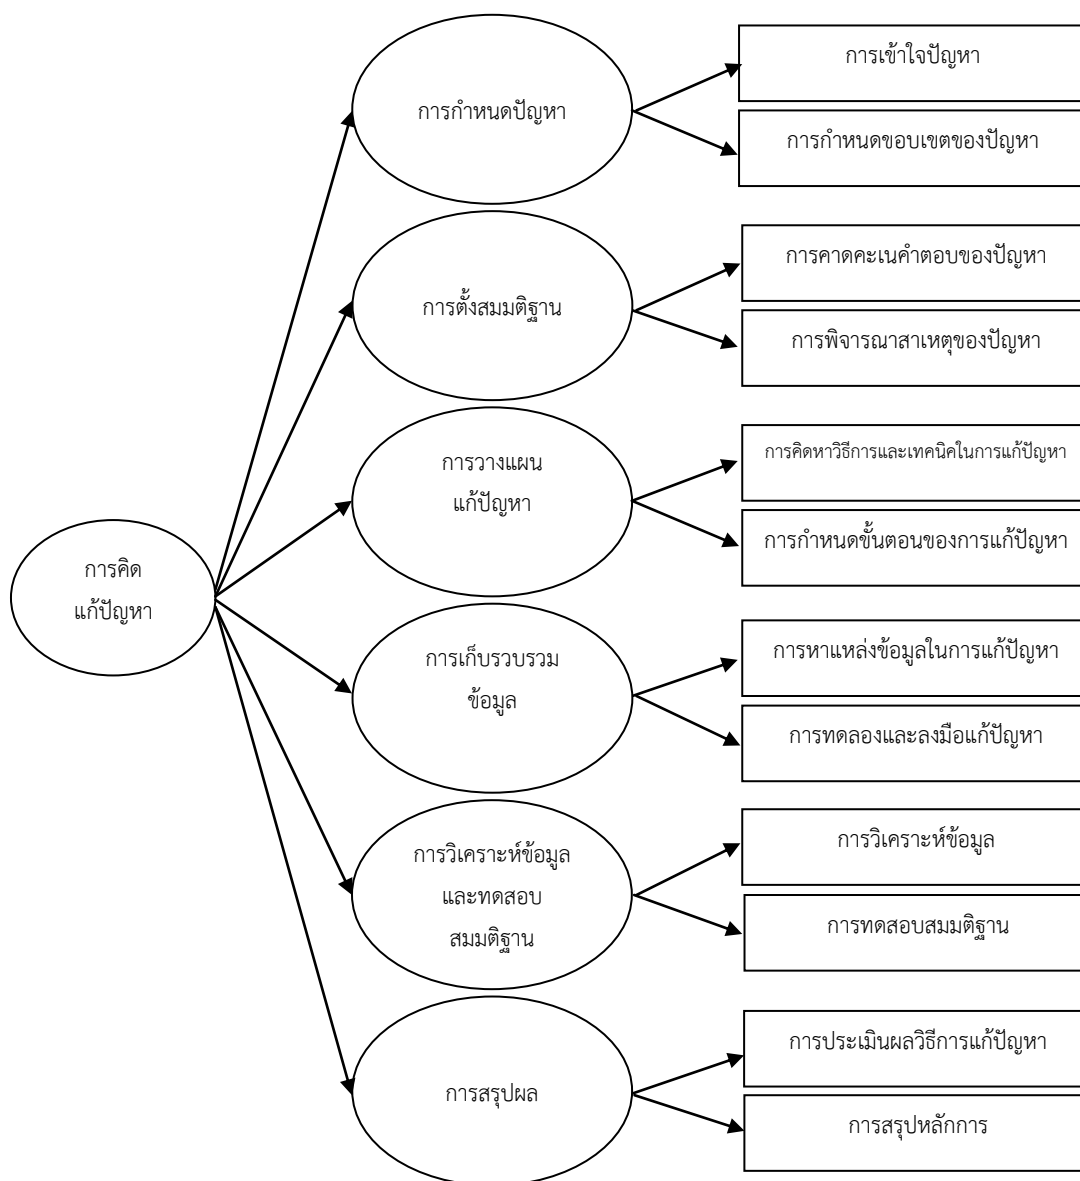 การคิด
แก้ปัญหา
การกำหนดปัญหา
การเข้าใจปัญหา
การกำหนดขอบเขตของปัญหา
การตั้งสมมติฐาน
การคาดคะเนคำตอบของปัญหา
การพิจารณาสาเหตุของปัญหา
การวางแผน
แก้ปัญหา
การคิดหาวิธีการและเทคนิคในการแก้ปัญหา
การกำหนดขั้นตอนของการแก้ปัญหา
การเก็บรวบรวม
ข้อมูล
การหาแหล่งข้อมูลในการแก้ปัญหา
การทดลองและลงมือแก้ปัญหา
การวิเคราะห์ข้อมูล
และทดสอบ
สมมติฐาน
การวิเคราะห์ข้อมูล
การทดสอบสมมติฐาน
การสรุปผล
การประเมินผลวิธีการแก้ปัญหา
การสรุปหลักการ